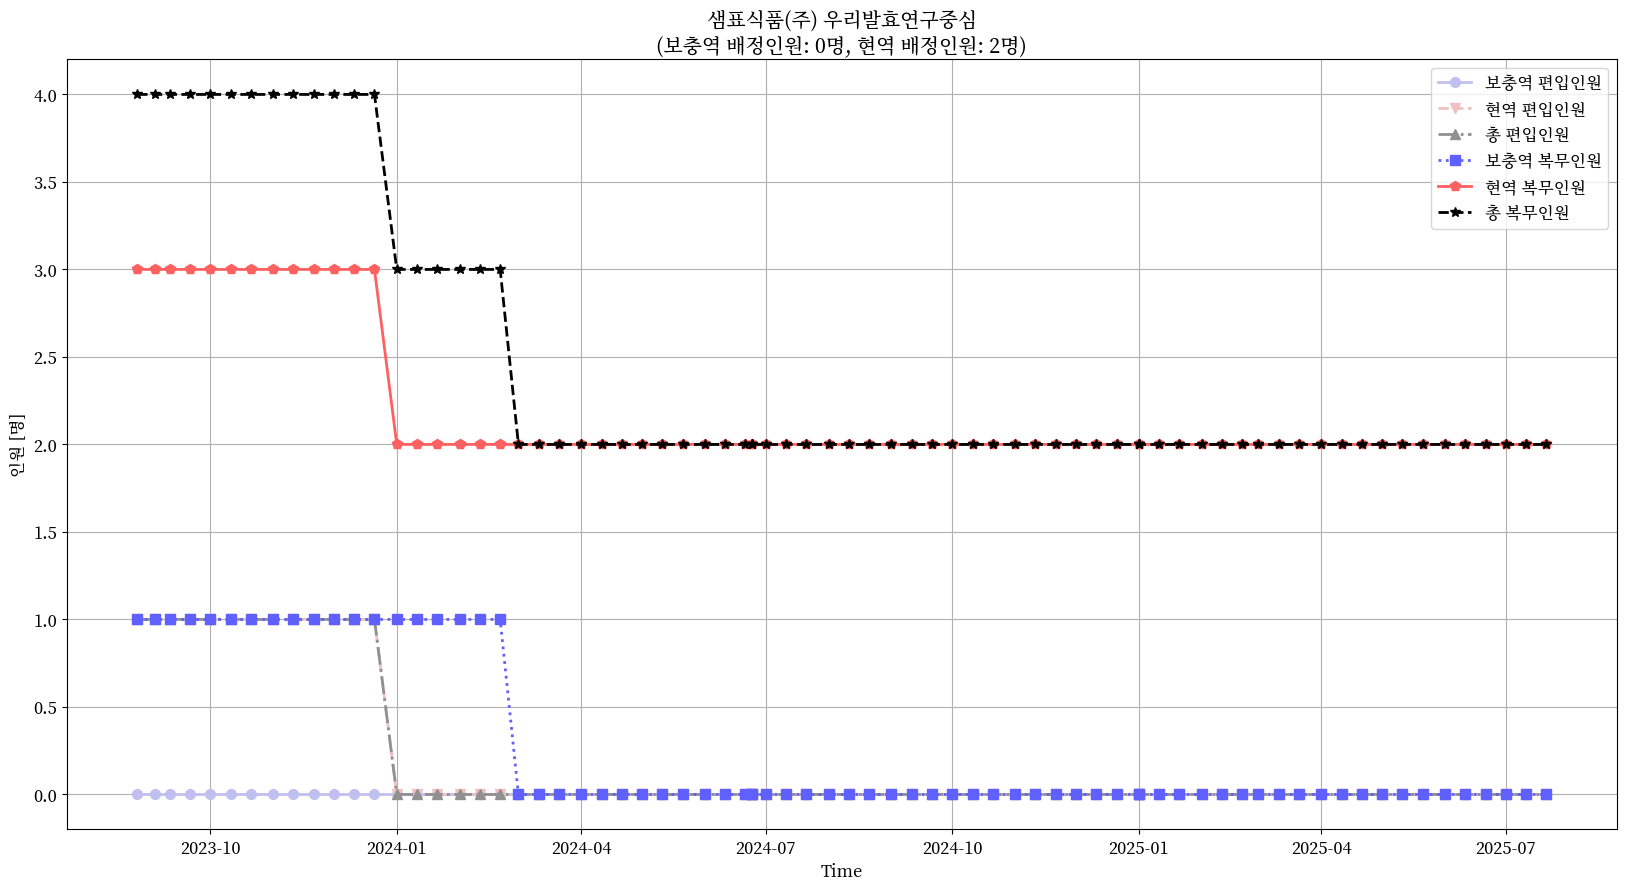 샘표식품(주) 우리발효연구중심
(보충역 배정인원: 0명, 현역 배정인원: 2명)
보충역 편입인원
현역 편입인원
총 편입인원
보충역 복무인원
현역 복무인원
총 복무인원
4.0
3.5
3.0
2.5
2.0
1.5
1.0
0.5
0.0
인원 [명]
2023-10
2024-01
2024-04
2024-07
2024-10
2025-01
2025-04
2025-07
Time